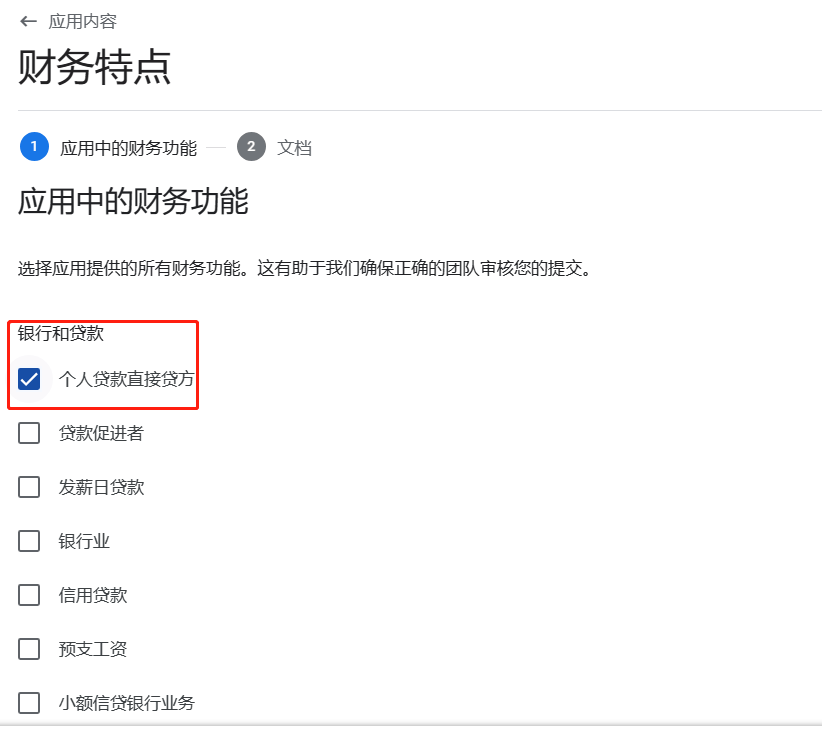 ← 应用内容
财务特点
1 应用中的财务功能 — 2 文档
应用中的财务功能
选择应用提供的所有财务功能。这有助于我们确保正确的团队审核您的提交。
银行和贷款
个人贷款直接贷方
贷款促进者
发薪日贷款
银行业
信用贷款
预支工资
小额信贷银行业务